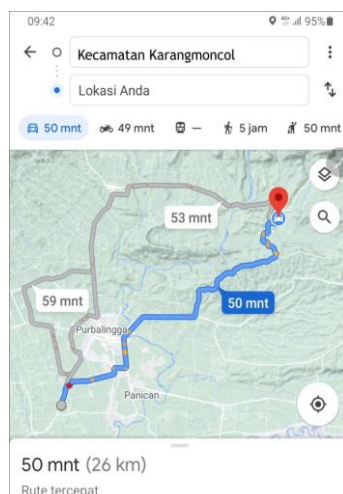 09:42
95%
Kecamatan Karangmoncol
Lokasi Anda
50 mnt 49 mnt — 5 jam 50 mnt
53 mnt
59 mnt
50 mnt
Purbalingga
Panican
50 mnt (26 km)
Rute tercepat